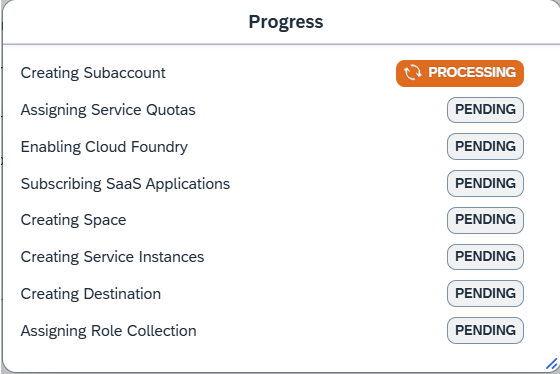 Progress
Creating Subaccount PROCESSING
Assigning Service Quotas PENDING
Enabling Cloud Foundry PENDING
Subscribing SaaS Applications PENDING
Creating Space PENDING
Creating Service Instances PENDING
Creating Destination PENDING
Assigning Role Collection PENDING